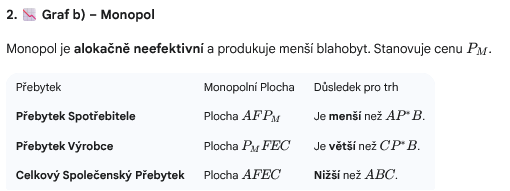 2. 📉 Graf b) – Monopol
Monopol je alokačně neefektivní a produkuje menší blahobyt. Stanovuje cenu P_M.
Přebytek Monopolní Plocha Důsledek pro trh
Přebytek Spotřebitele Plocha AFP_M Je menší než AP*B.
Přebytek Výrobce Plocha P_MFEC Je větší než CP*B.
Celkový Společenský Přebytek Plocha AFEC Nižší než ABC.